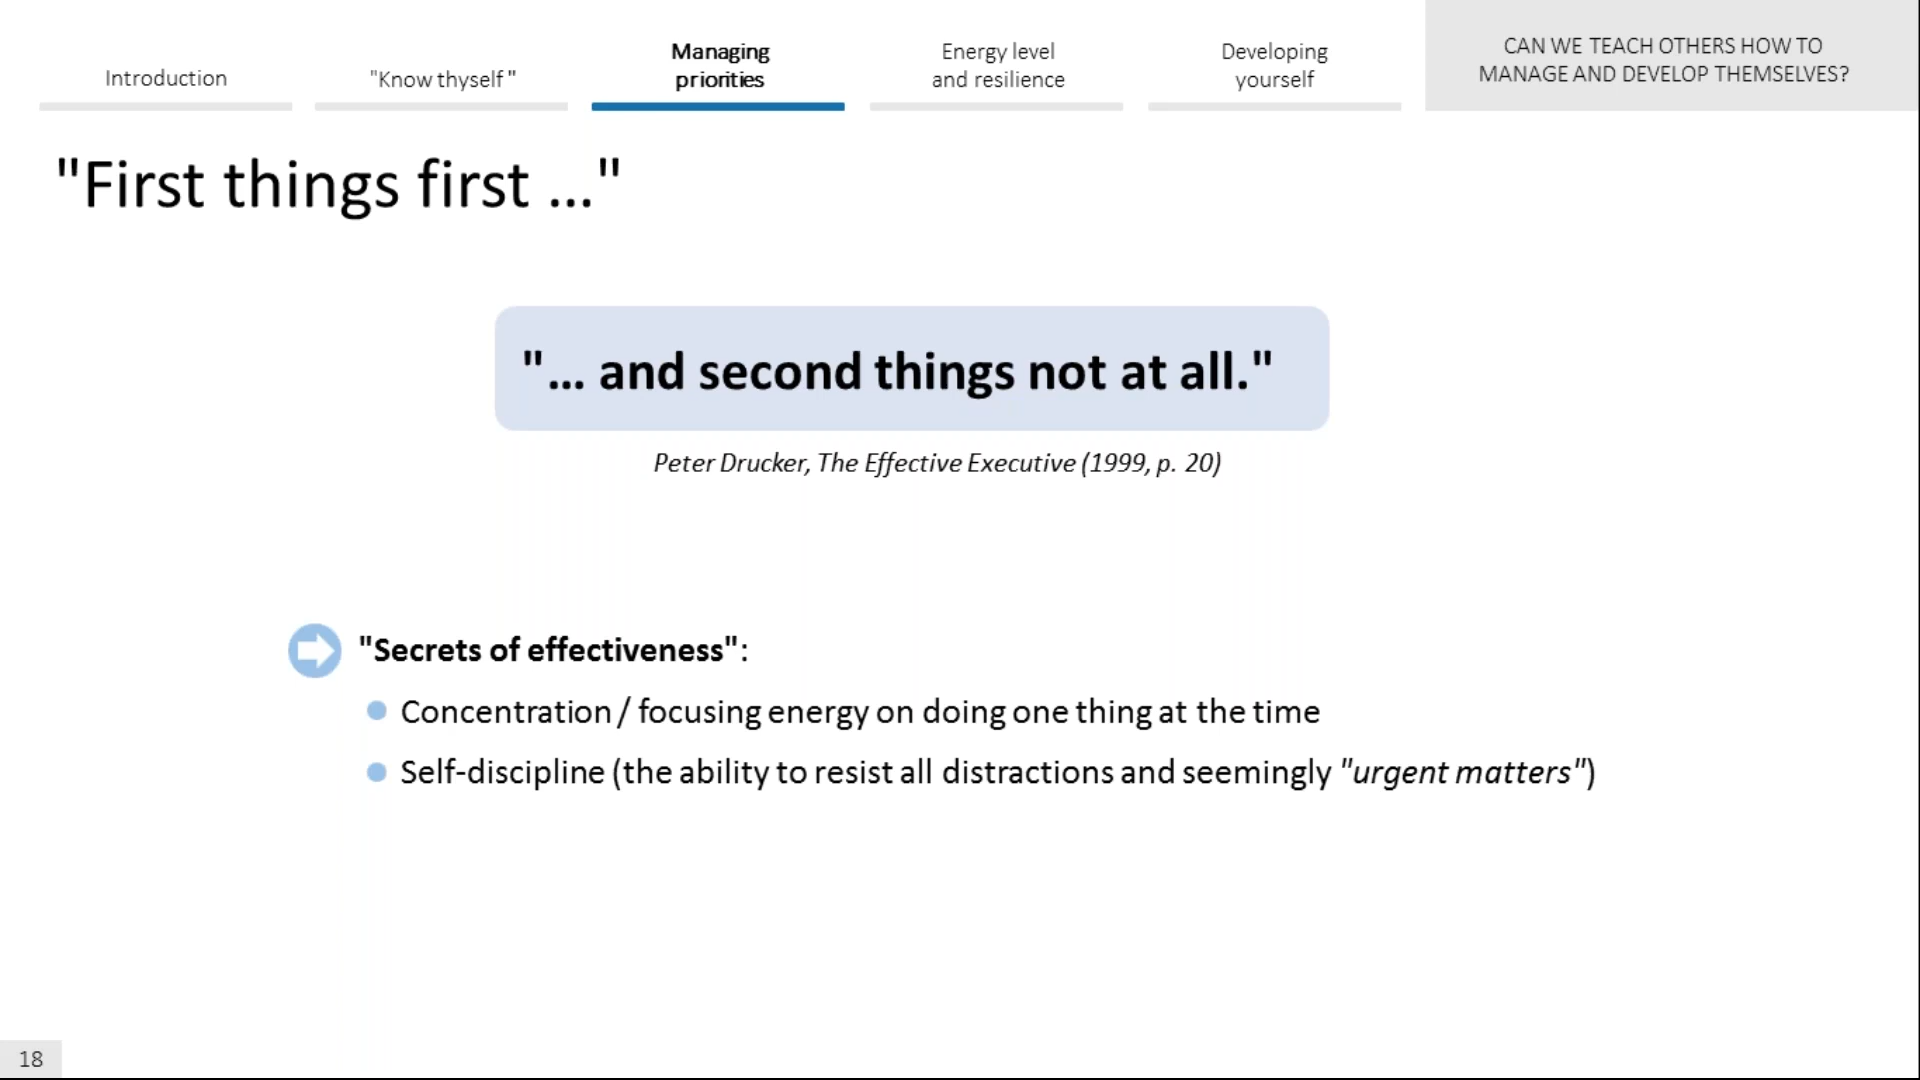 Introduction
"Know thyself"
Managing
priorities
Energy level
and resilience
Developing
yourself
CAN WE TEACH OTHERS HOW TO
MANAGE AND DEVELOP THEMSELVES?
"First things first ..."
"... and second things not at all."
Peter Drucker, The Effective Executive (1999, p. 20)
"Secrets of effectiveness":
Concentration / focusing energy on doing one thing at the time
Self-discipline (the ability to resist all distractions and seemingly "urgent matters")
18